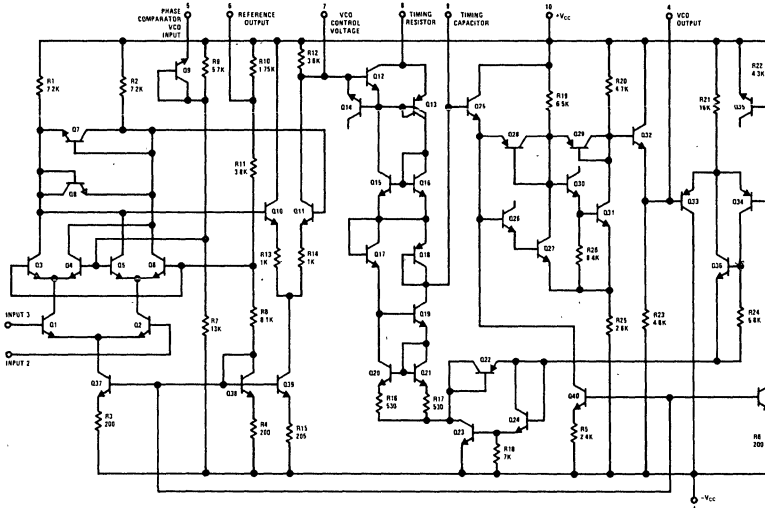 5
PHASE
COMPARATOR
VCO
INPUT
6
REFERENCE
OUTPUT
7
VCO
CONTROL
VOLTAGE
8
TIMING
RESISTOR
9
TIMING
CAPACITOR
10
+VCC
4
VCO
OUTPUT
R1
7.2K
R2
7.2K
Q9
R9
5.7K
R10
1.75K
R12
3.8K
Q12
Q14
Q13
Q25
R19
6.5K
R20
4.7K
R21
16K
R22
4.3K
Q35
Q7
Q8
R11
3.8K
Q28
Q29
Q32
Q15
Q16
Q30
Q31
Q33
Q34
Q10
Q11
Q26
Q27
R26
8.4K
Q3
Q4
Q5
Q6
R13
1K
R14
1K
Q17
Q18
Q36
INPUT 3
Q1
Q2
R7
13K
R8
8.1K
Q19
R25
2.6K
R23
4.8K
R24
5.8K
INPUT 2
Q37
Q38
Q39
Q20
Q21
Q22
Q40
R3
200
R4
200
R15
205
R16
530
R17
530
Q23
Q24
R18
7K
R5
2.4K
R6
200
-VCC